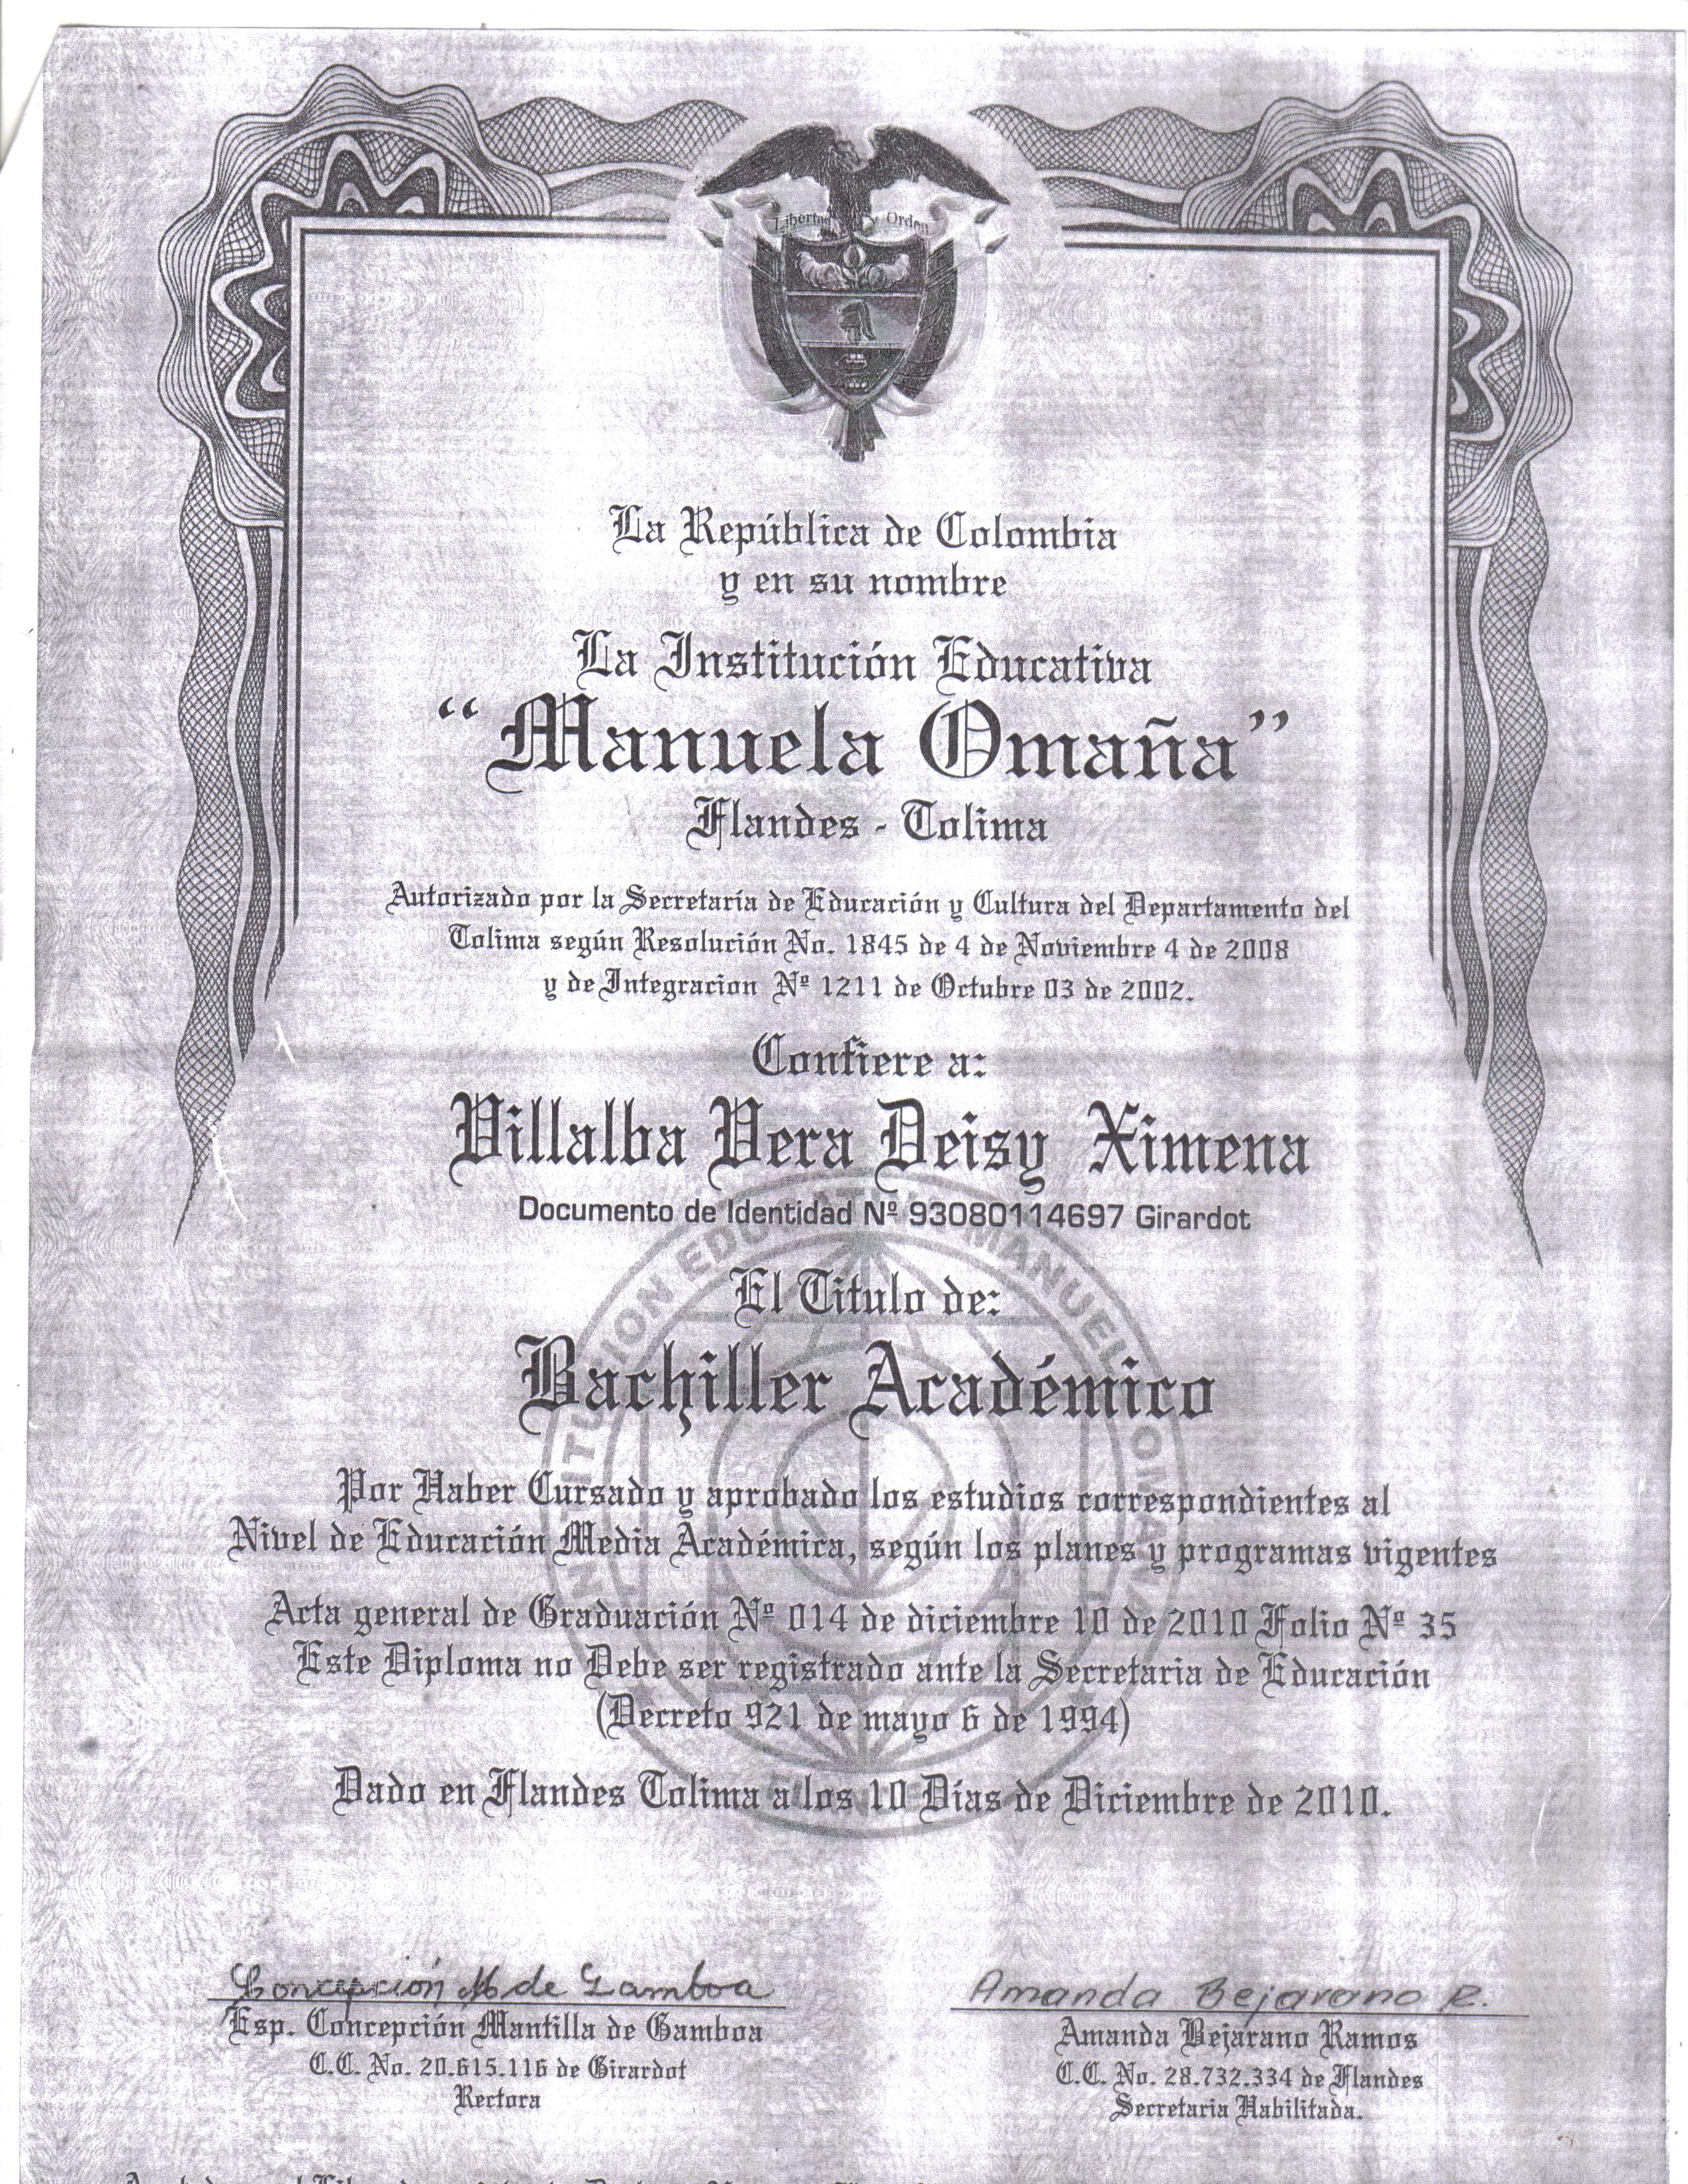 Libertad y Orden
La República de Colombia
y en su nombre
La Institución Educativa
“Manuela Omaña”
Flandes - Tolima
Autorizado por la Secretaría de Educación y Cultura del Departamento del
Tolima según Resolución No. 1845 de 4 de Noviembre 4 de 2008
y de Integracion Nº 1211 de Octubre 03 de 2002.
Confiere a:
Villalba Vera Deisy Ximena
Documento de Identidad Nº 93080114697 Girardot
El Titulo de:
Bachiller Académico
Por Haber Cursado y aprobado los estudios correspondientes al
Nivel de Educación Media Académica, según los planes y programas vigentes
Acta general de Graduación Nº 014 de diciembre 10 de 2010 Folio Nº 35
Este Diploma no Debe ser registrado ante la Secretaria de Educación
(Decreto 921 de mayo 6 de 1994)
Dado en Flandes Tolima a los 10 Días de Diciembre de 2010.
Concepción M de Gamboa
Amanda Bejarano R.
Esp. Concepción Mantilla de Gamboa
Amanda Bejarano Ramos
C.C. No. 20.615.116 de Girardot
C.C. No. 28.732.334 de Flandes
Rectora
Secretaria Habilitada.